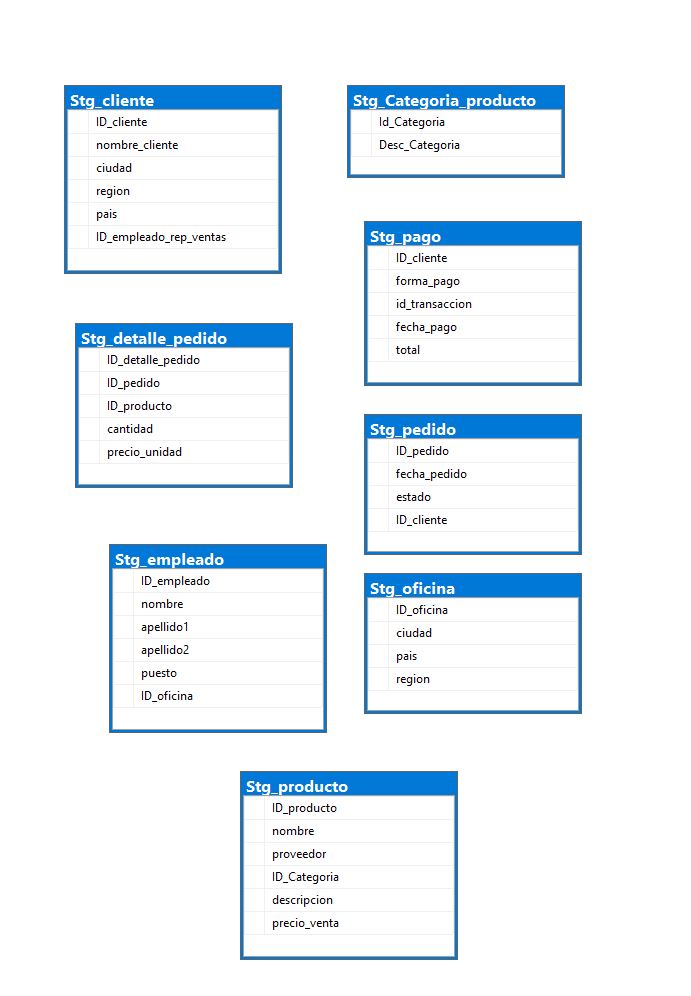 Stg_cliente
ID_cliente
nombre_cliente
ciudad
region
pais
ID_empleado_rep_ventas
Stg_Categoria_producto
Id_Categoria
Desc_Categoria
Stg_pago
ID_cliente
forma_pago
id_transaccion
fecha_pago
total
Stg_detalle_pedido
ID_detalle_pedido
ID_pedido
ID_producto
cantidad
precio_unidad
Stg_pedido
ID_pedido
fecha_pedido
estado
ID_cliente
Stg_empleado
ID_empleado
nombre
apellido1
apellido2
puesto
ID_oficina
Stg_oficina
ID_oficina
ciudad
pais
region
Stg_producto
ID_producto
nombre
proveedor
ID_Categoria
descripcion
precio_venta